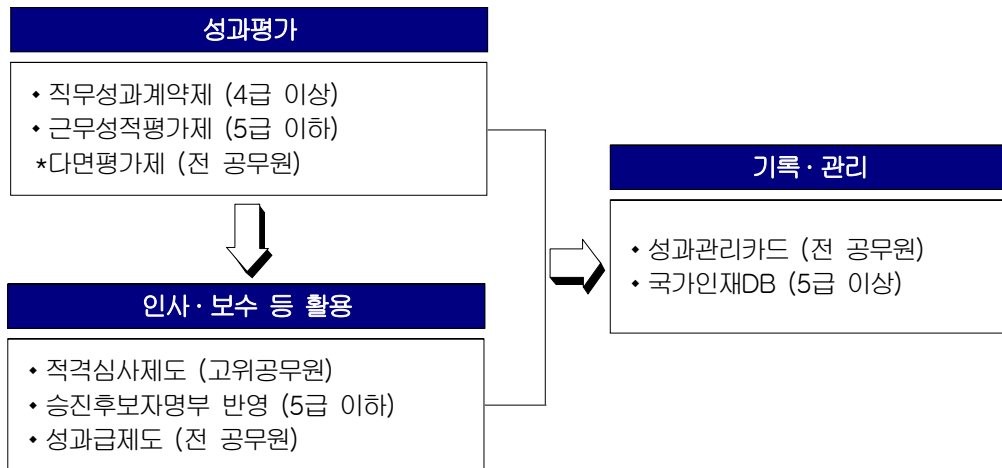 성과평가
◆ 직무성과계약제 (4급 이상)
◆ 근무성적평가제 (5급 이하)
*다면평가제 (전 공무원)
인사·보수 등 활용
◆ 적격심사제도 (고위공무원)
◆ 승진후보자명부 반영 (5급 이하)
◆ 성과급제도 (전 공무원)
기록·관리
◆ 성과관리카드 (전 공무원)
◆ 국가인재DB (5급 이상)